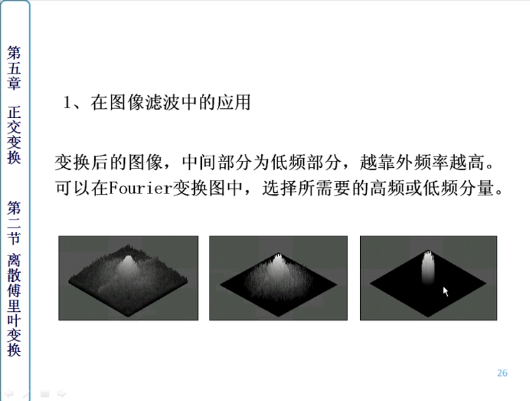 第五章 正交变换 第二节 离散傅里叶变换
1、在图像滤波中的应用
变换后的图像，中间部分为低频部分，越靠外频率越高。
可以在Fourier变换图中，选择所需要的高频或低频分量。
26